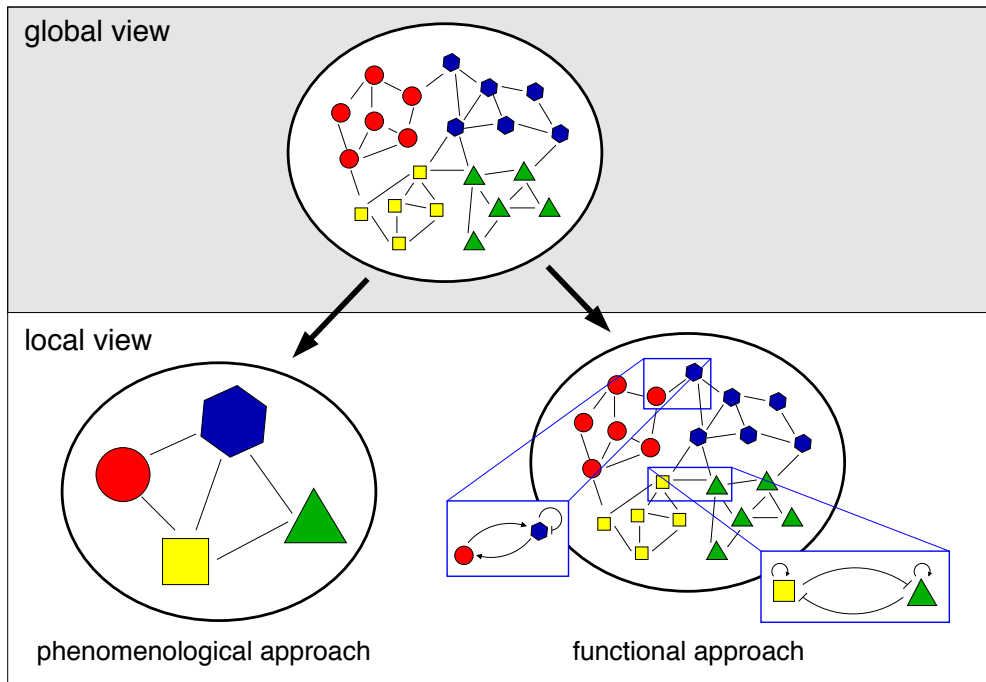 global view
local view
phenomenological approach
functional approach